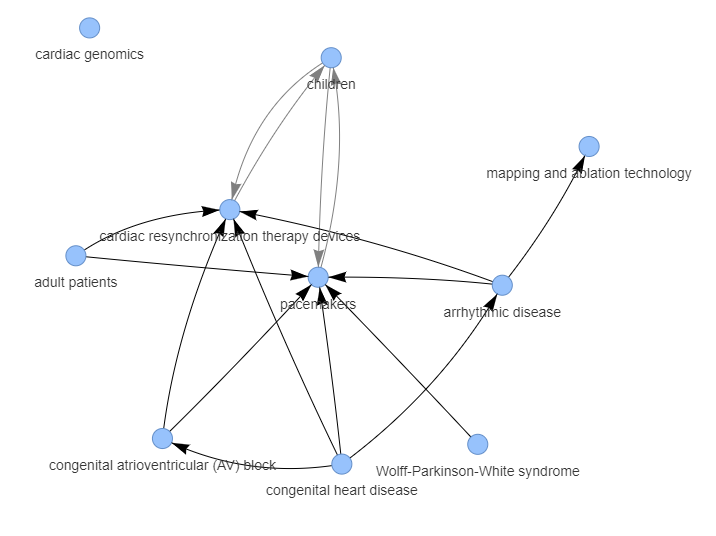 cardiac genomics
children
mapping and ablation technology
cardiac resynchronization therapy devices
adult patients
pacemakers
arrhythmic disease
congenital atrioventricular (AV) block
Wolff-Parkinson-White syndrome
congenital heart disease